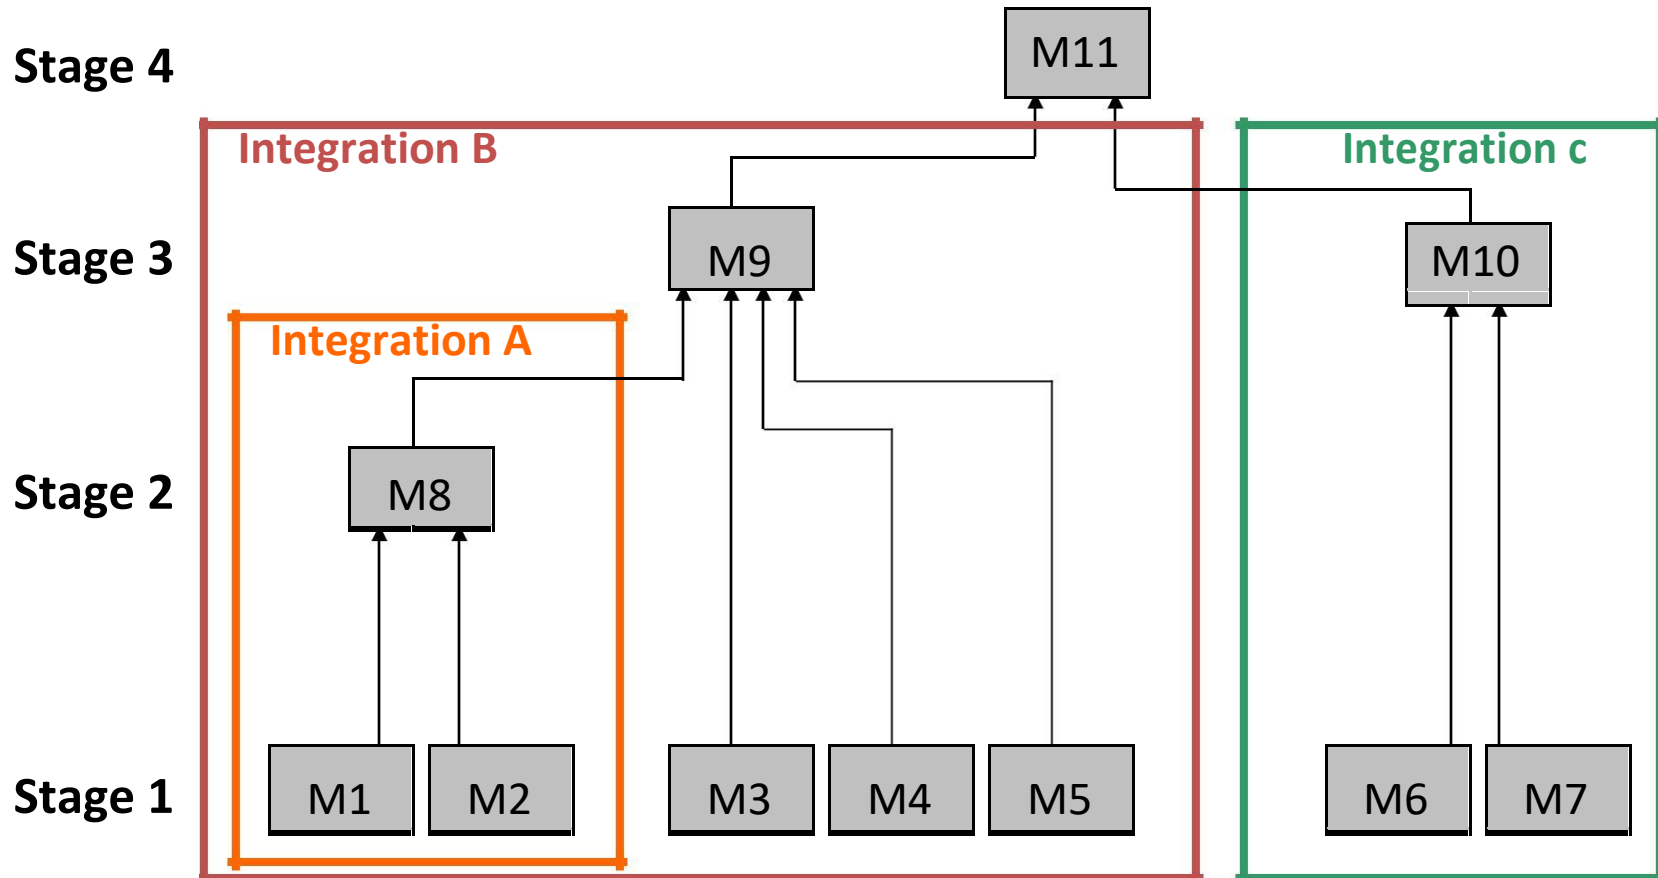 Stage 4
M11
Integration B
Integration c
Stage 3
M9
M10
Integration A
Stage 2
M8
Stage 1
M1
M2
M3
M4
M5
M6
M7